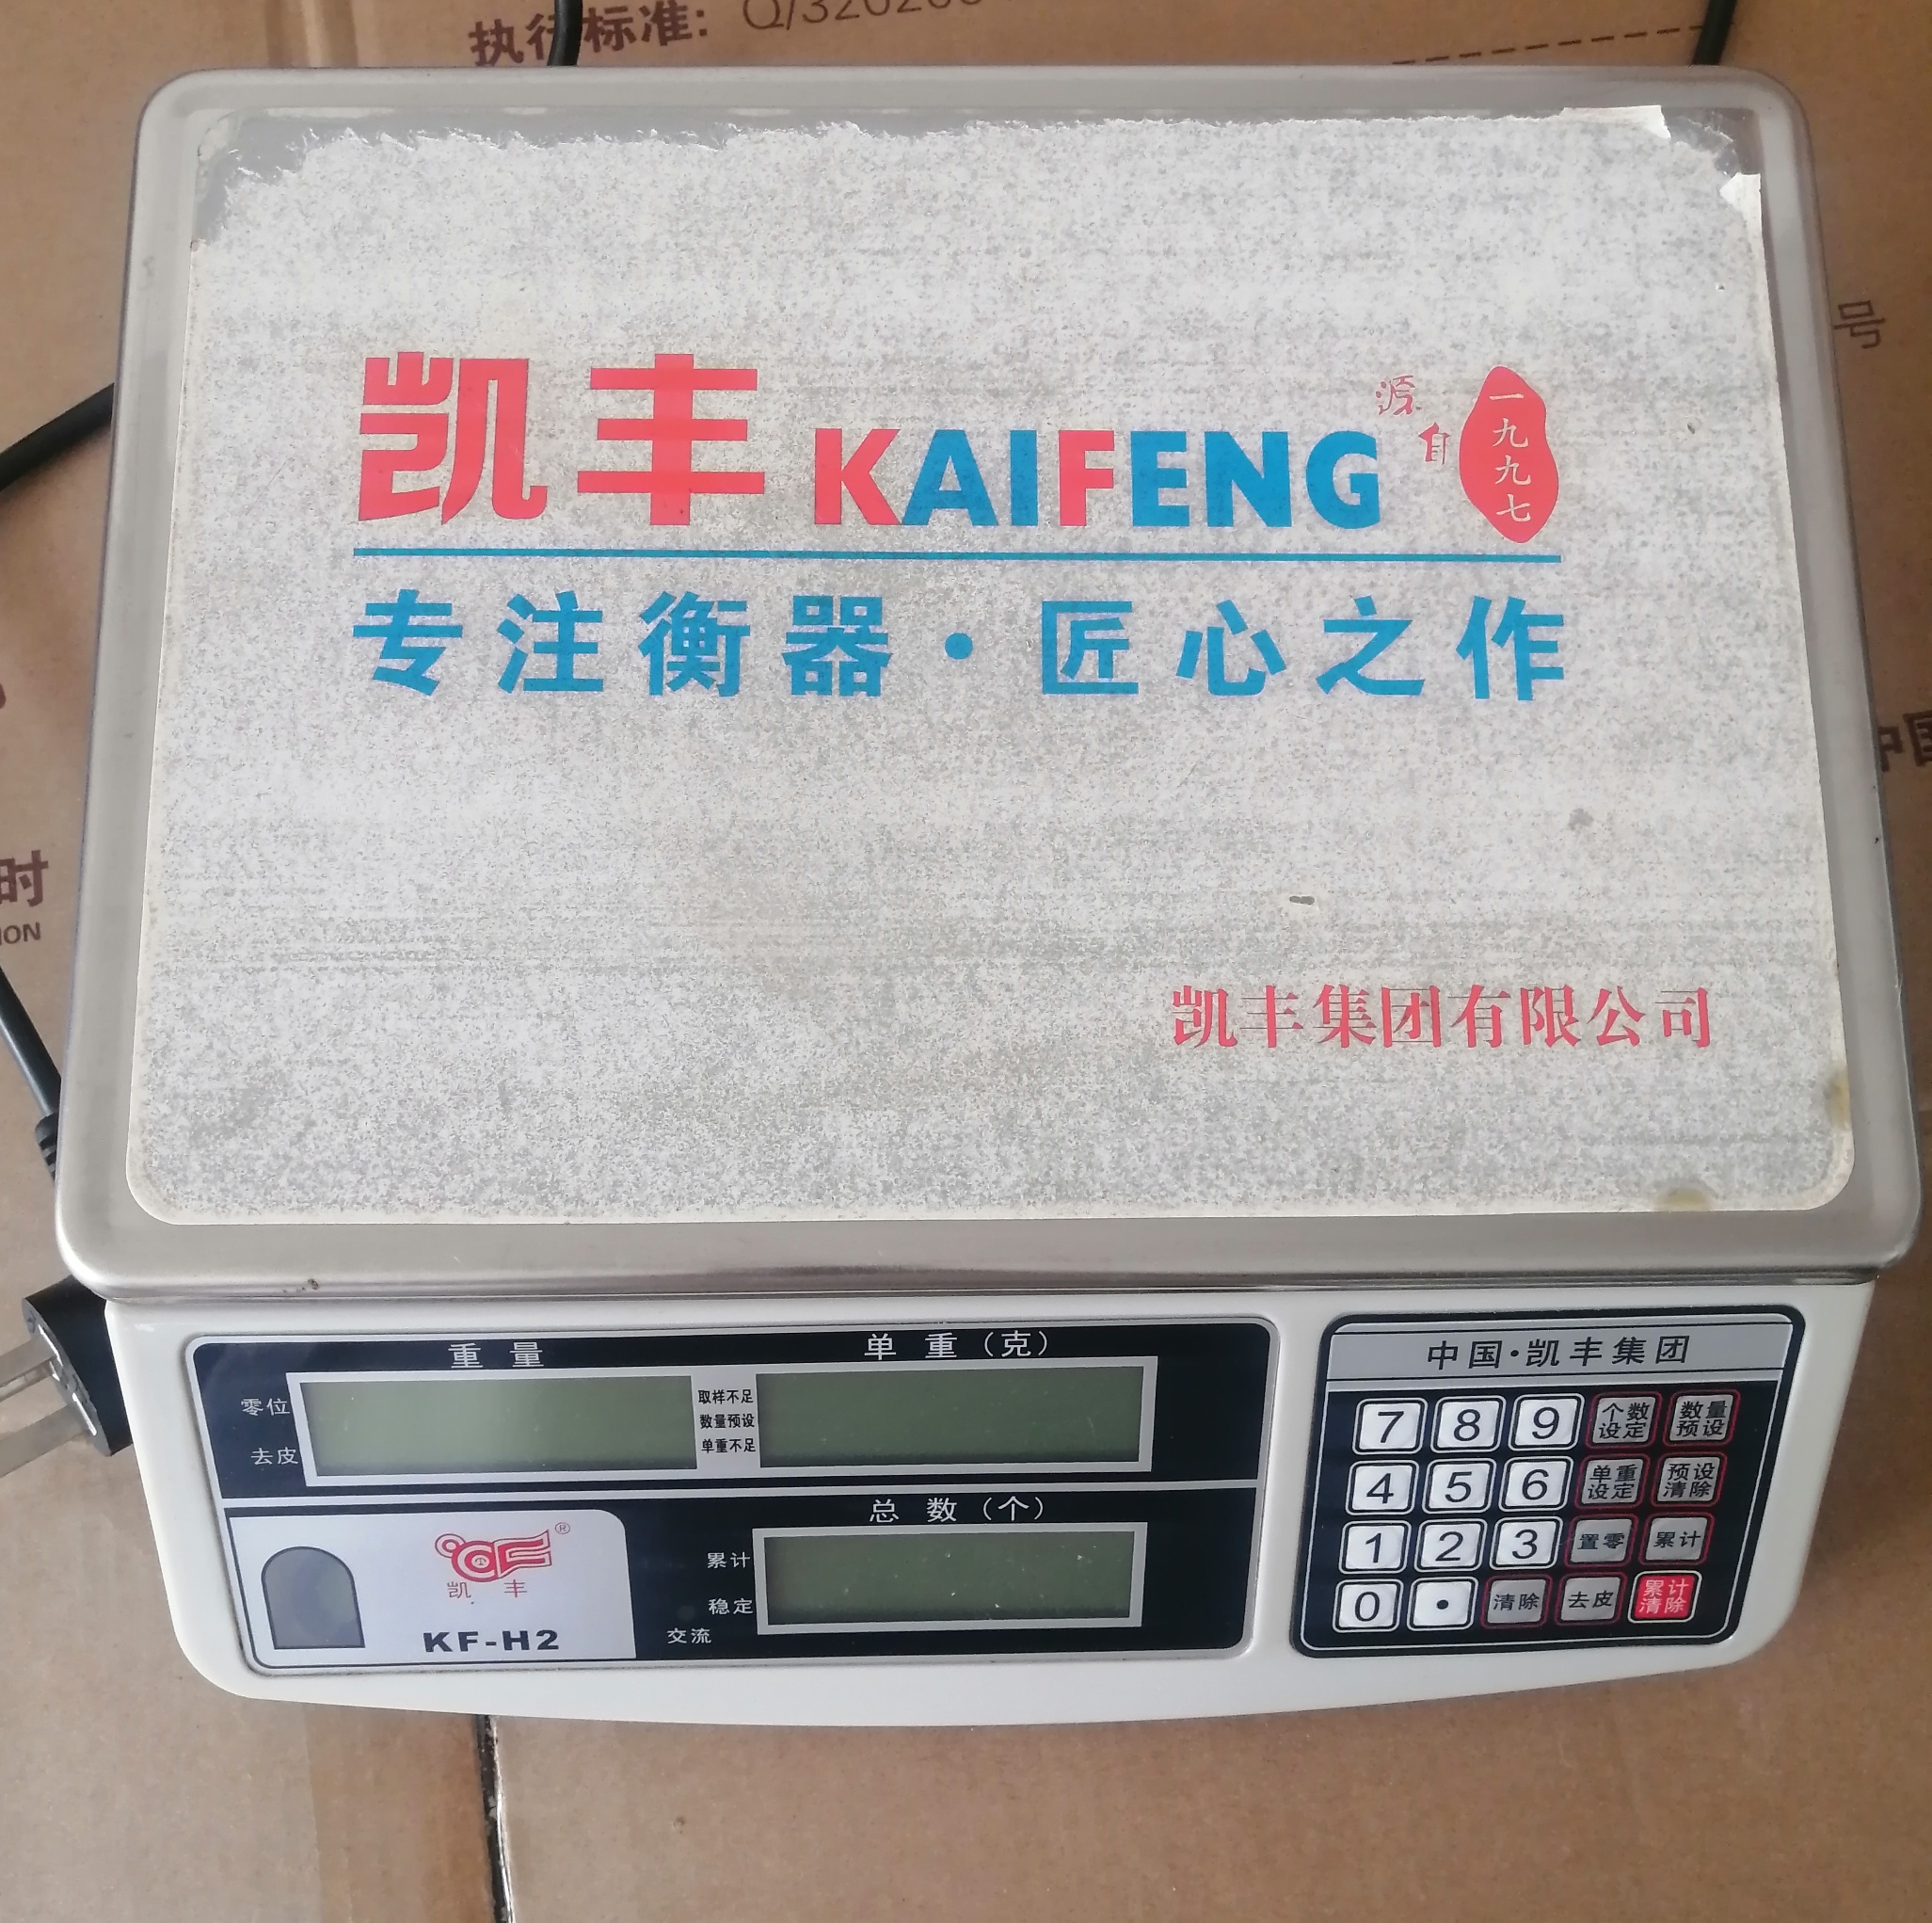 执行标准:
号
凯丰 KAIFENG 源自 一九九七
专注衡器·匠心之作
中国
时
ION
凯丰集团有限公司
重量
单重(克)
零位
去皮
取样不足
数量预设
单重不足
总数(个)
累计
稳定
交流
®
凯丰
KF-H2
中国·凯丰集团
7 8 9 个数设定 数量预设
4 5 6 单重设定 预设清除
1 2 3 置零 累计
0 · 清除 去皮 累计清除